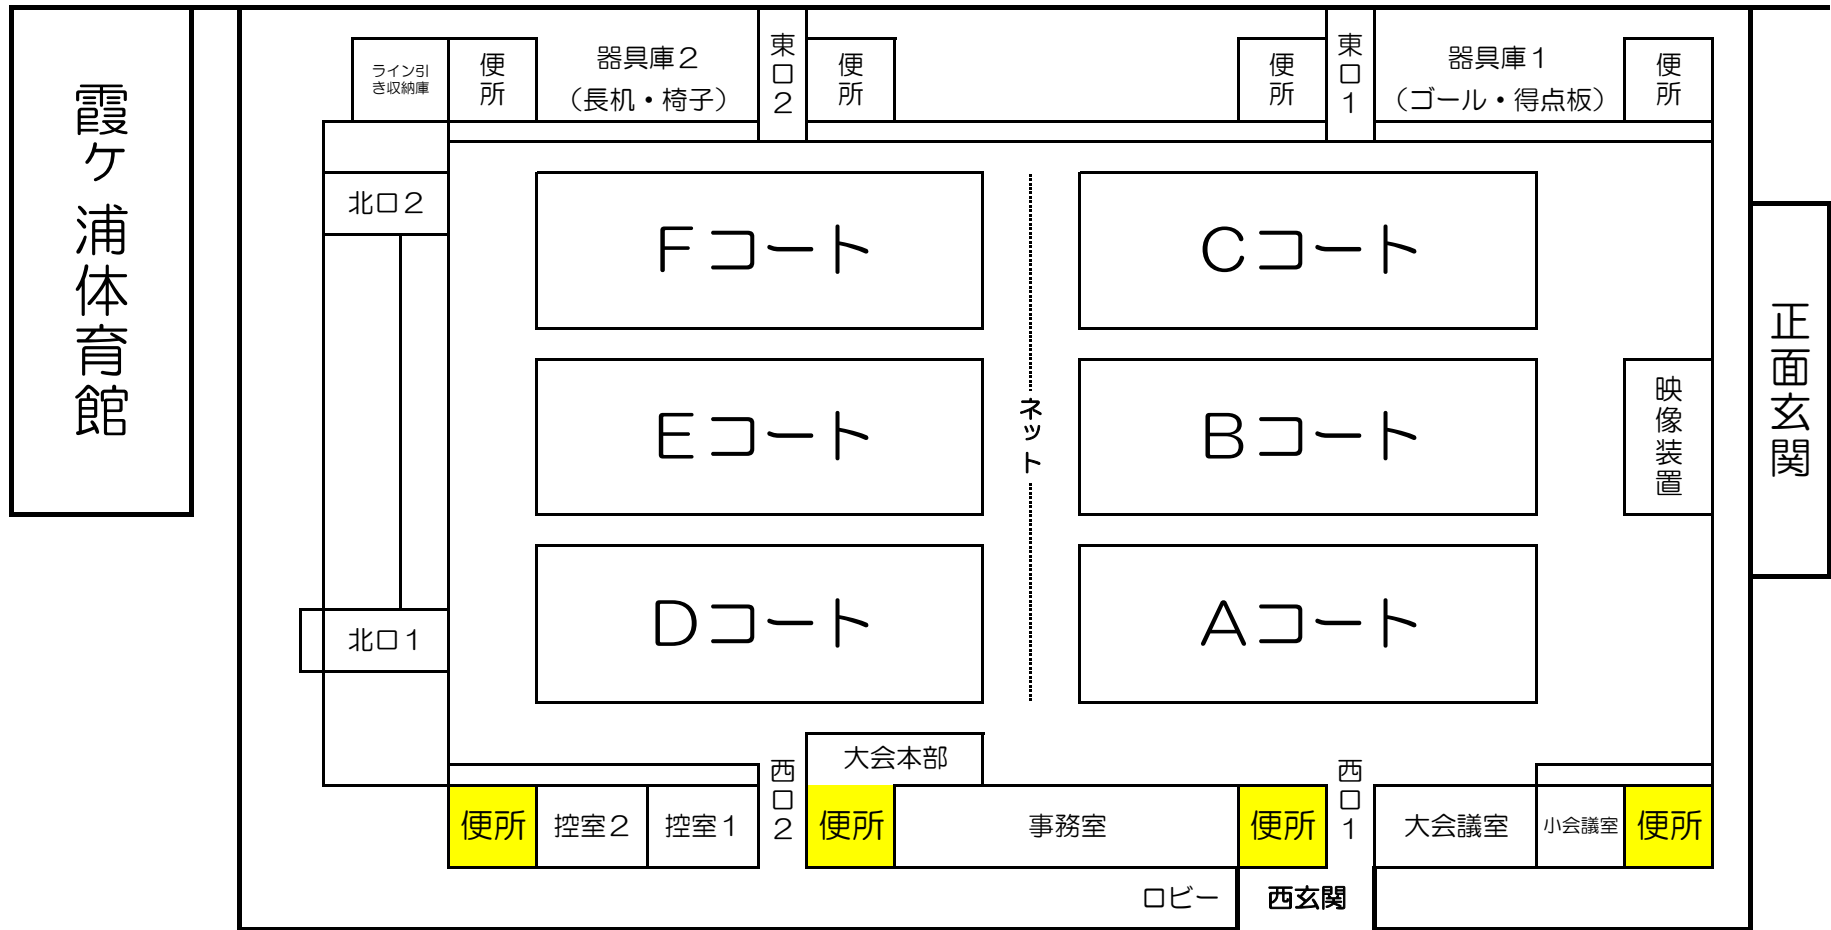 霞ケ浦体育館
ライン引
き収納庫
便所
器具庫２
（長机・椅子）
東口２
便所
便所
東口１
器具庫１
（ゴール・得点板）
便所
北口２
Ｆコート
Ｃコート
正面玄関
Ｅコート
ネット
Ｂコート
映像装置
北口１
Ｄコート
Ａコート
大会本部
西口２
西口１
便所
控室２
控室１
便所
事務室
便所
大会議室
小会議室
便所
ロビー
西玄関